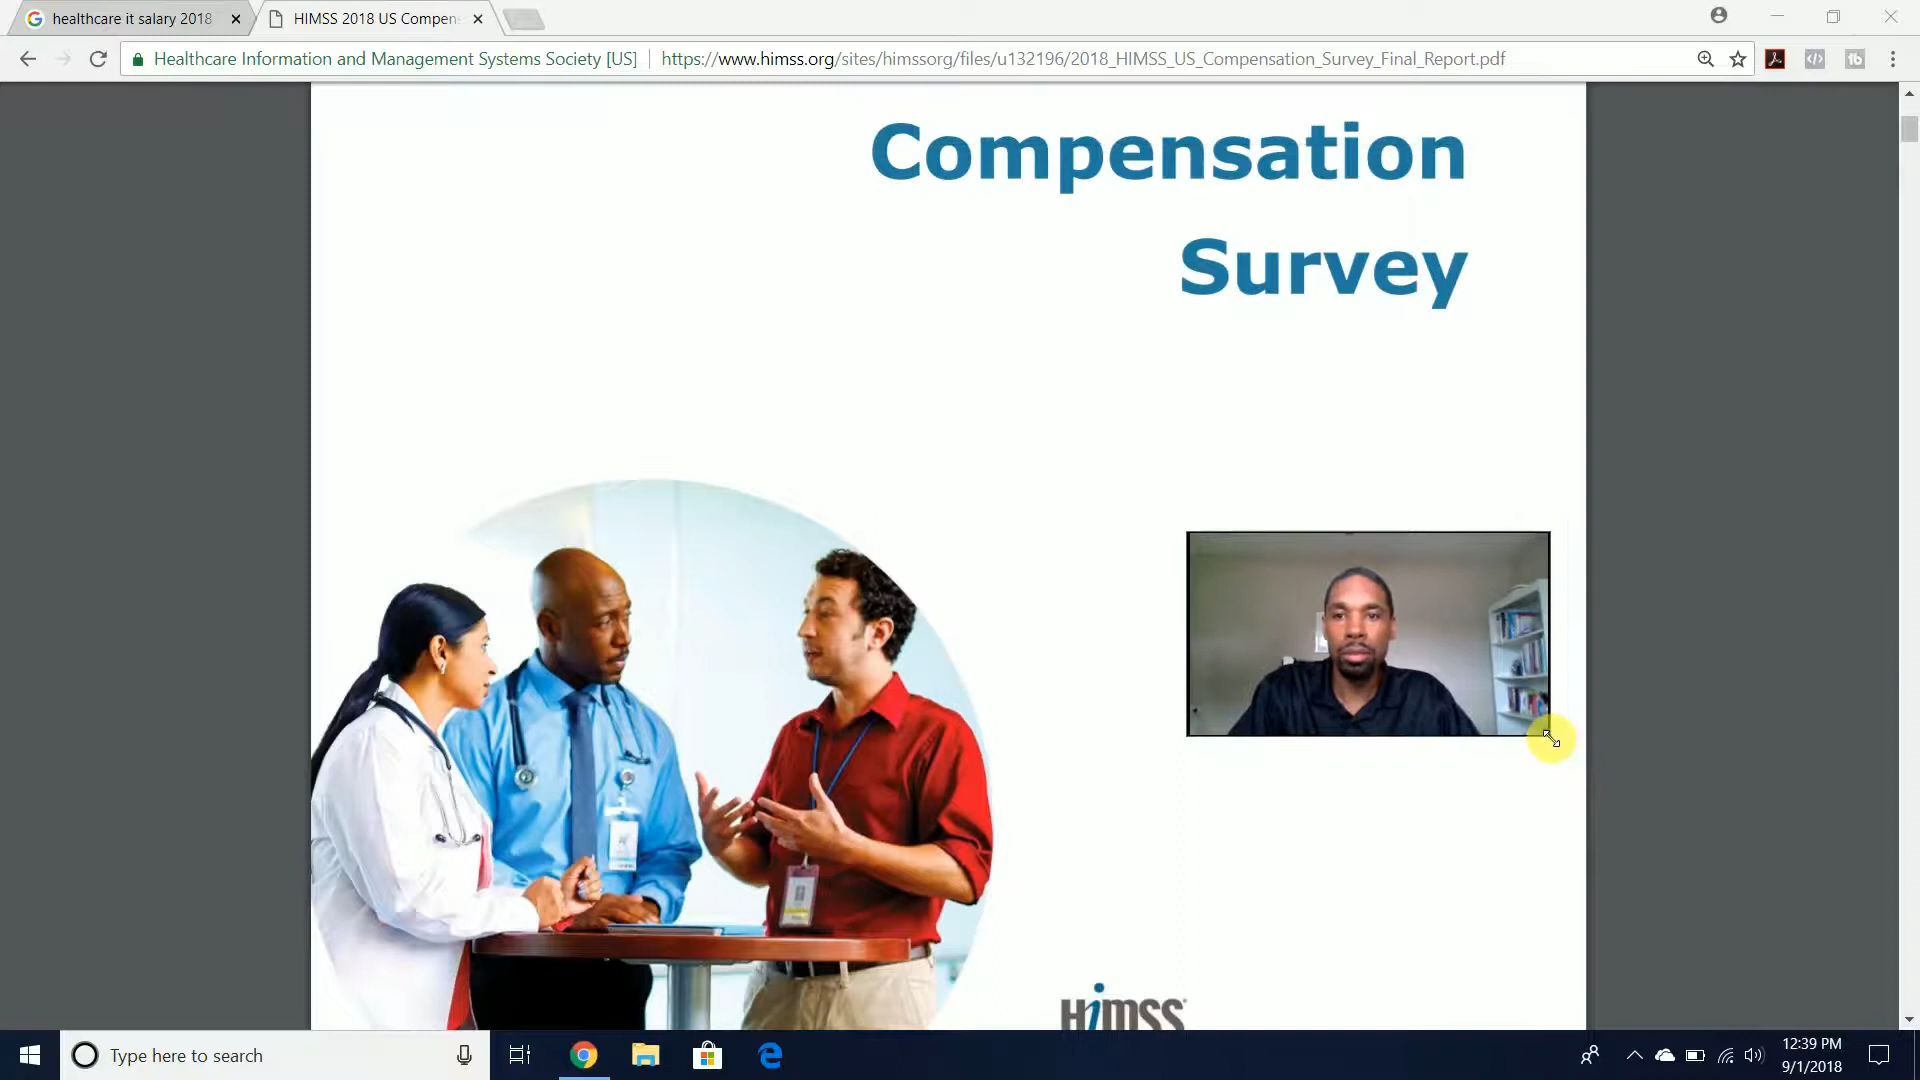 healthcare it salary 2018
HIMSS 2018 US Compens
Healthcare Information and Management Systems Society [US]
https://www.himss.org/sites/himssorg/files/u132196/2018_HIMSS_US_Compensation_Survey_Final_Report.pdf
Compensation
Survey
HIMSS
Type here to search
12:39 PM
9/1/2018